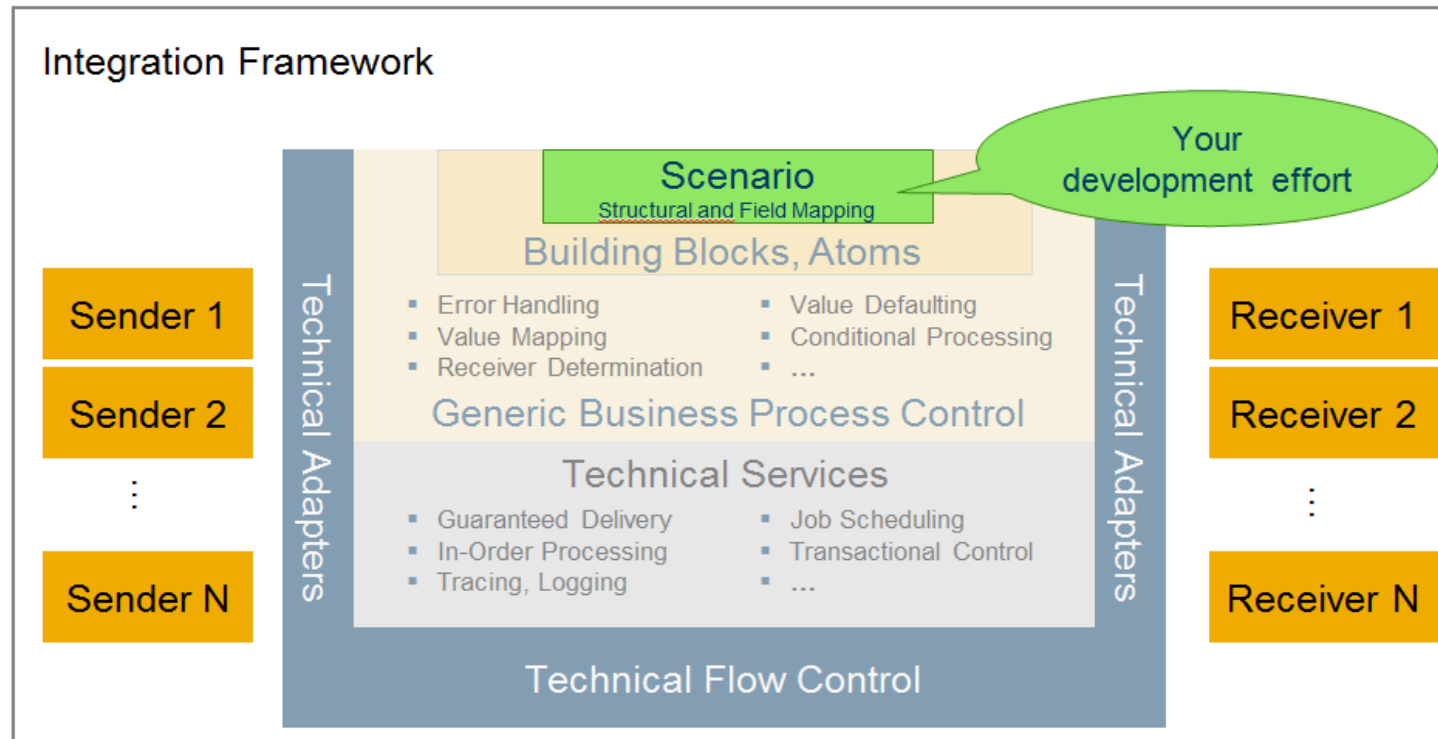 Integration Framework
Your
development effort
Scenario
Structural and Field Mapping
Building Blocks, Atoms
▪ Error Handling
▪ Value Mapping
▪ Receiver Determination
▪ Value Defaulting
▪ Conditional Processing
▪ ...
Generic Business Process Control
Technical Services
▪ Guaranteed Delivery
▪ In-Order Processing
▪ Tracing, Logging
▪ Job Scheduling
▪ Transactional Control
▪ ...
Technical Flow Control
Technical Adapters
Technical Adapters
Sender 1
Sender 2
⋮
Sender N
Receiver 1
Receiver 2
⋮
Receiver N